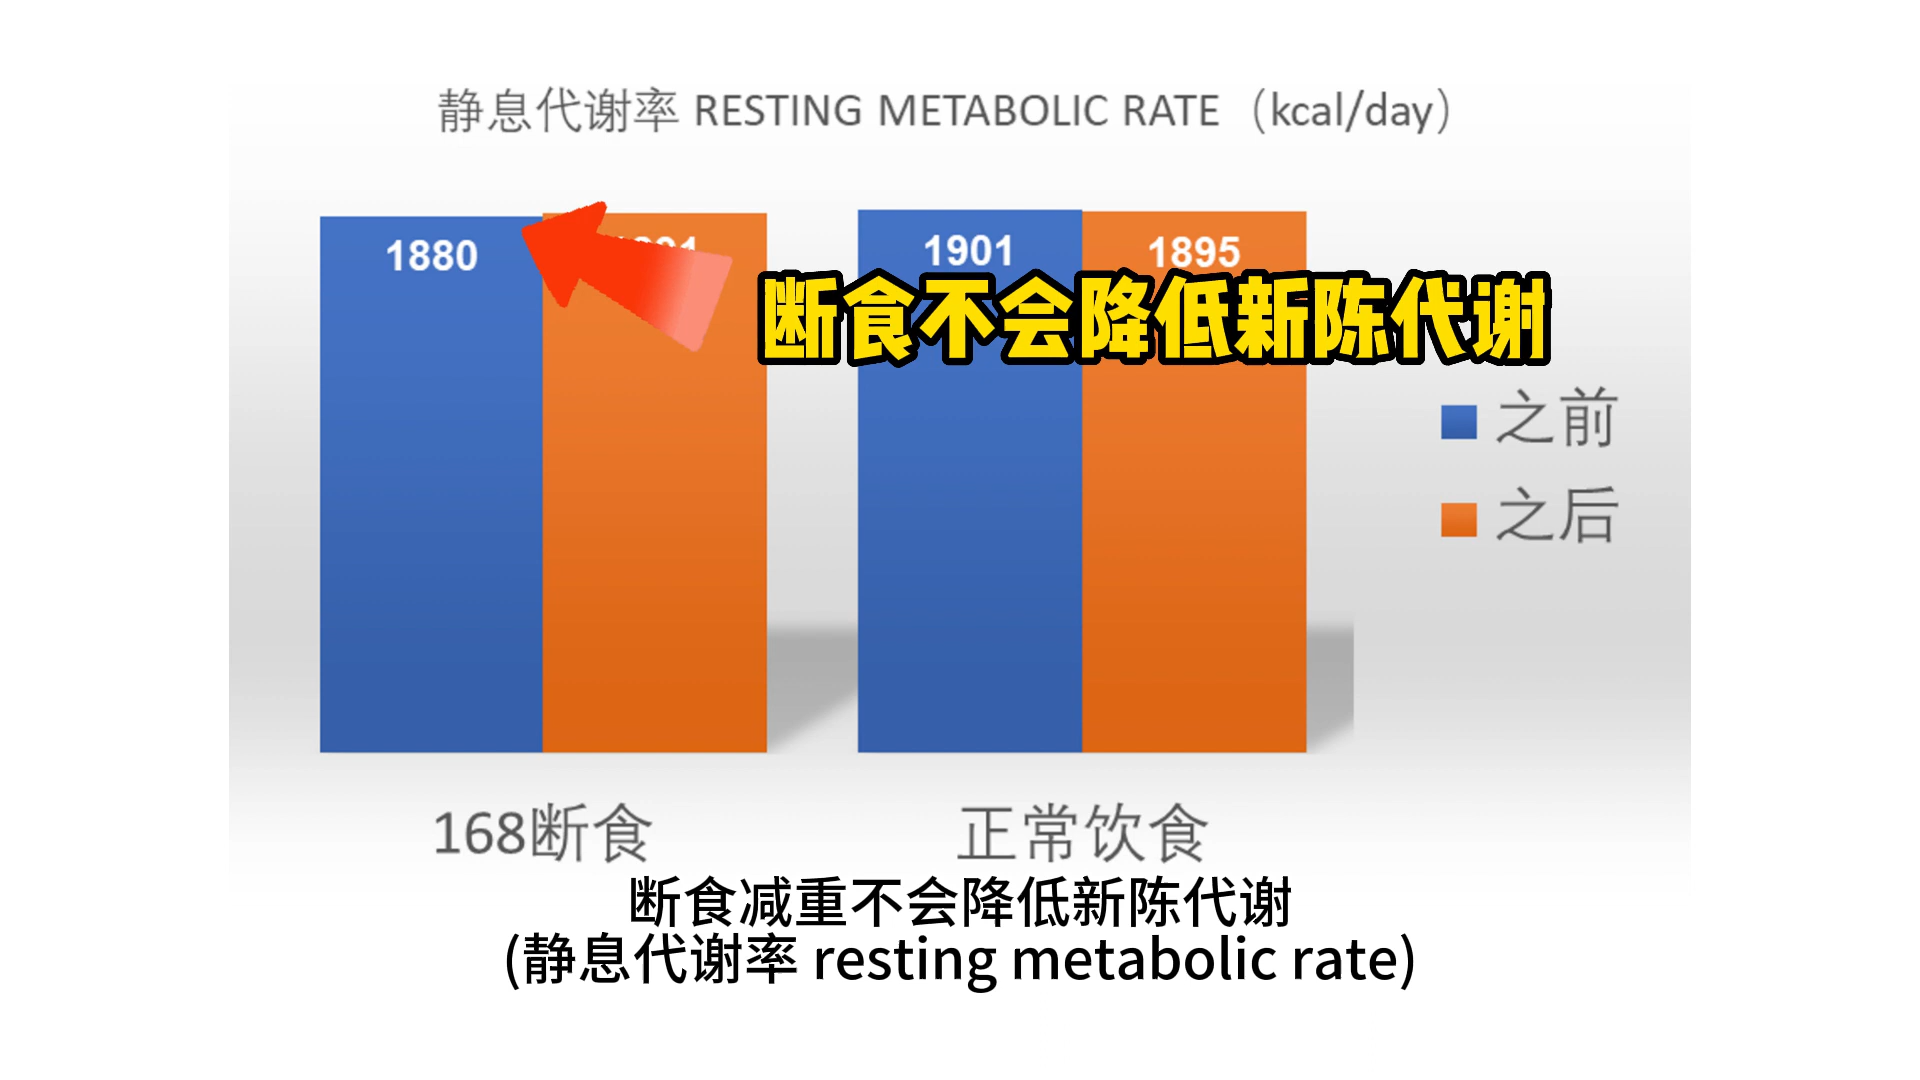 静息代谢率 RESTING METABOLIC RATE（kcal/day）
1880
1901
1895
断食不会降低新陈代谢
之前
之后
168断食
正常饮食
断食减重不会降低新陈代谢
(静息代谢率 resting metabolic rate)